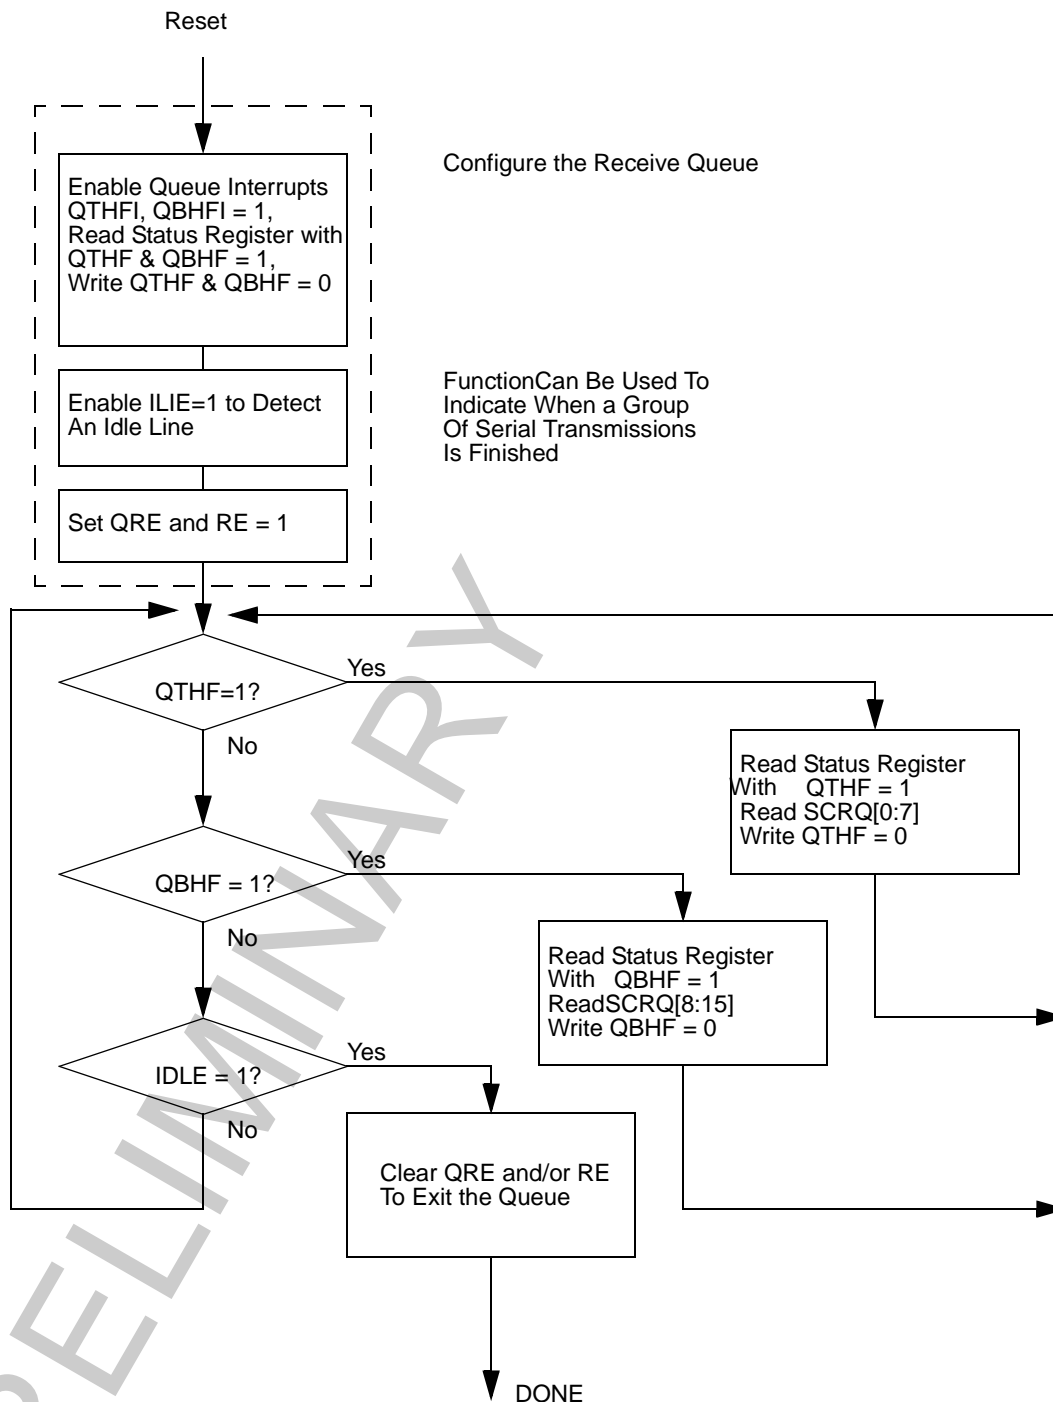 Reset
Configure the Receive Queue
Enable Queue Interrupts
QTHFI, QBHFI = 1,
Read Status Register with
QTHF & QBHF = 1,
Write QTHF & QBHF = 0
FunctionCan Be Used To
Indicate When a Group
Of Serial Transmissions
Is Finished
Enable ILIE=1 to Detect
An Idle Line
Set QRE and RE = 1
QTHF=1?
Yes
No
Read Status Register
With QTHF = 1
Read SCRQ[0:7]
Write QTHF = 0
QBHF = 1?
Yes
No
Read Status Register
With QBHF = 1
ReadSCRQ[8:15]
Write QBHF = 0
IDLE = 1?
Yes
No
Clear QRE and/or RE
To Exit the Queue
DONE
RELIMINARY